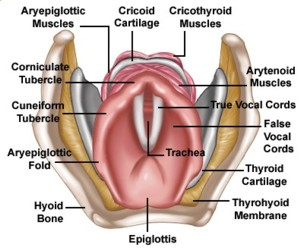 Aryepiglottic
Muscles
Cricoid
Cartilage
Cricothyroid
Muscles
Corniculate
Tubercle
Cuneiform
Tubercle
Aryepiglottic
Fold
Hyoid
Bone
Arytenoid
Muscles
True Vocal Cords
False
Vocal
Cords
Trachea
Thyroid
Cartilage
Thyrohyoid
Membrane
Epiglottis